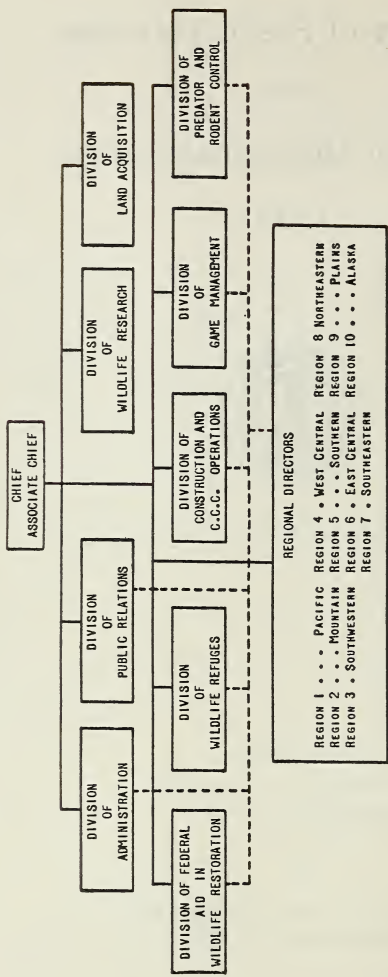 CHIEF
ASSOCIATE CHIEF
DIVISION
OF
ADMINISTRATION
DIVISION
OF
PUBLIC RELATIONS
DIVISION
OF
WILDLIFE RESEARCH
DIVISION
OF
LAND ACQUISITION
DIVISION OF FEDERAL
AID IN
WILDLIFE RESTORATION
DIVISION
OF
WILDLIFE REFUGES
DIVISION OF
CONSTRUCTION AND
C.C.C. OPERATIONS
DIVISION
OF
GAME MANAGEMENT
DIVISION OF
PREDATOR AND
RODENT CONTROL
REGIONAL DIRECTORS
REGION 1 . . . PACIFIC
REGION 2 . . . MOUNTAIN
REGION 3 . SOUTHWESTERN
REGION 4 . WEST CENTRAL
REGION 5 . . . SOUTHERN
REGION 6 . EAST CENTRAL
REGION 7 . SOUTHEASTERN
REGION 8 NORTHEASTERN
REGION 9 . . . PLAINS
REGION 10 . . . ALASKA